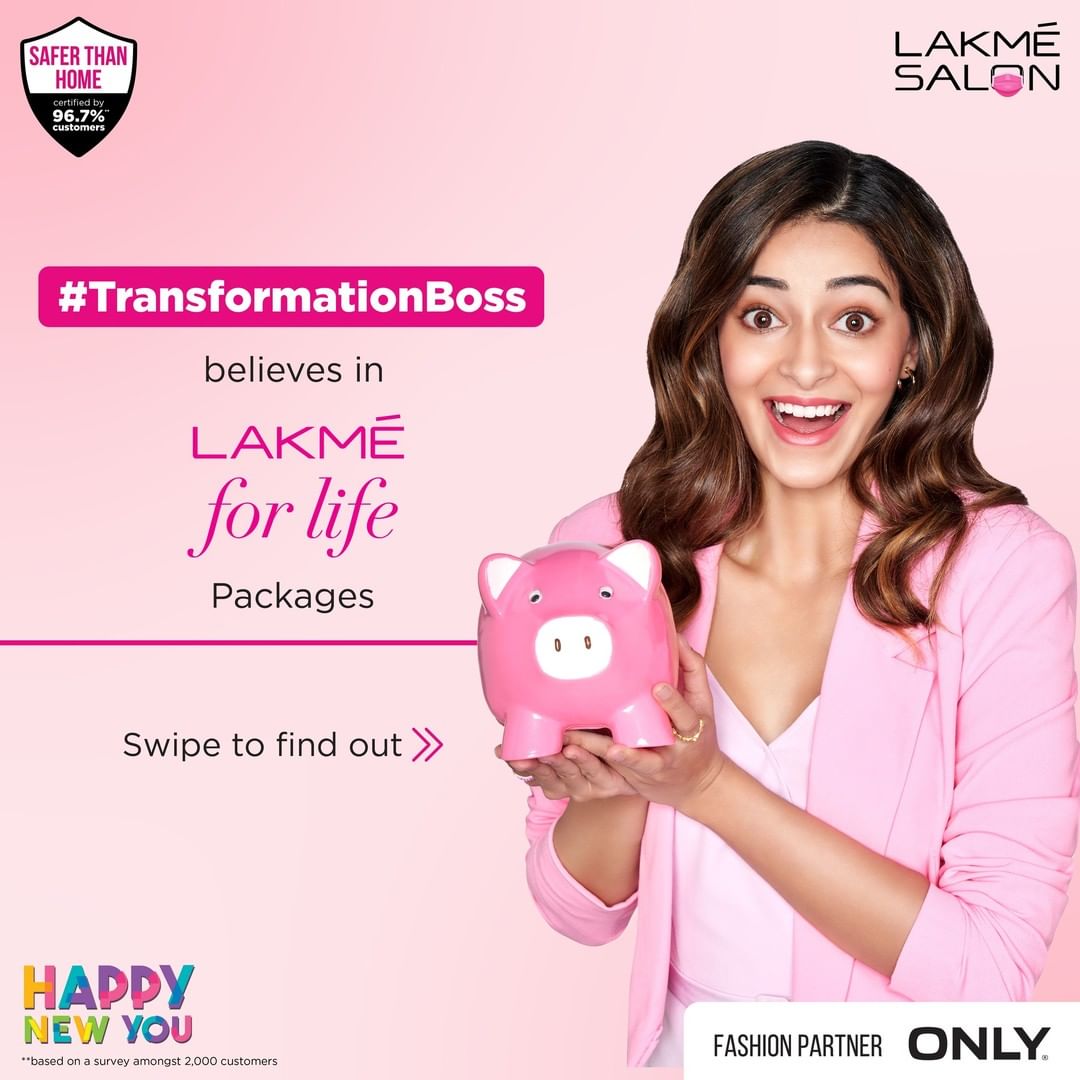 SAFER THAN
HOME
certified by
96.7%**
customers
LAKMÉ
SALON
#TransformationBoss
believes in
LAKMÉ
for life
Packages
Swipe to find out
HAPPY
NEW YOU
**based on a survey amongst 2,000 customers
FASHION PARTNER ONLY®